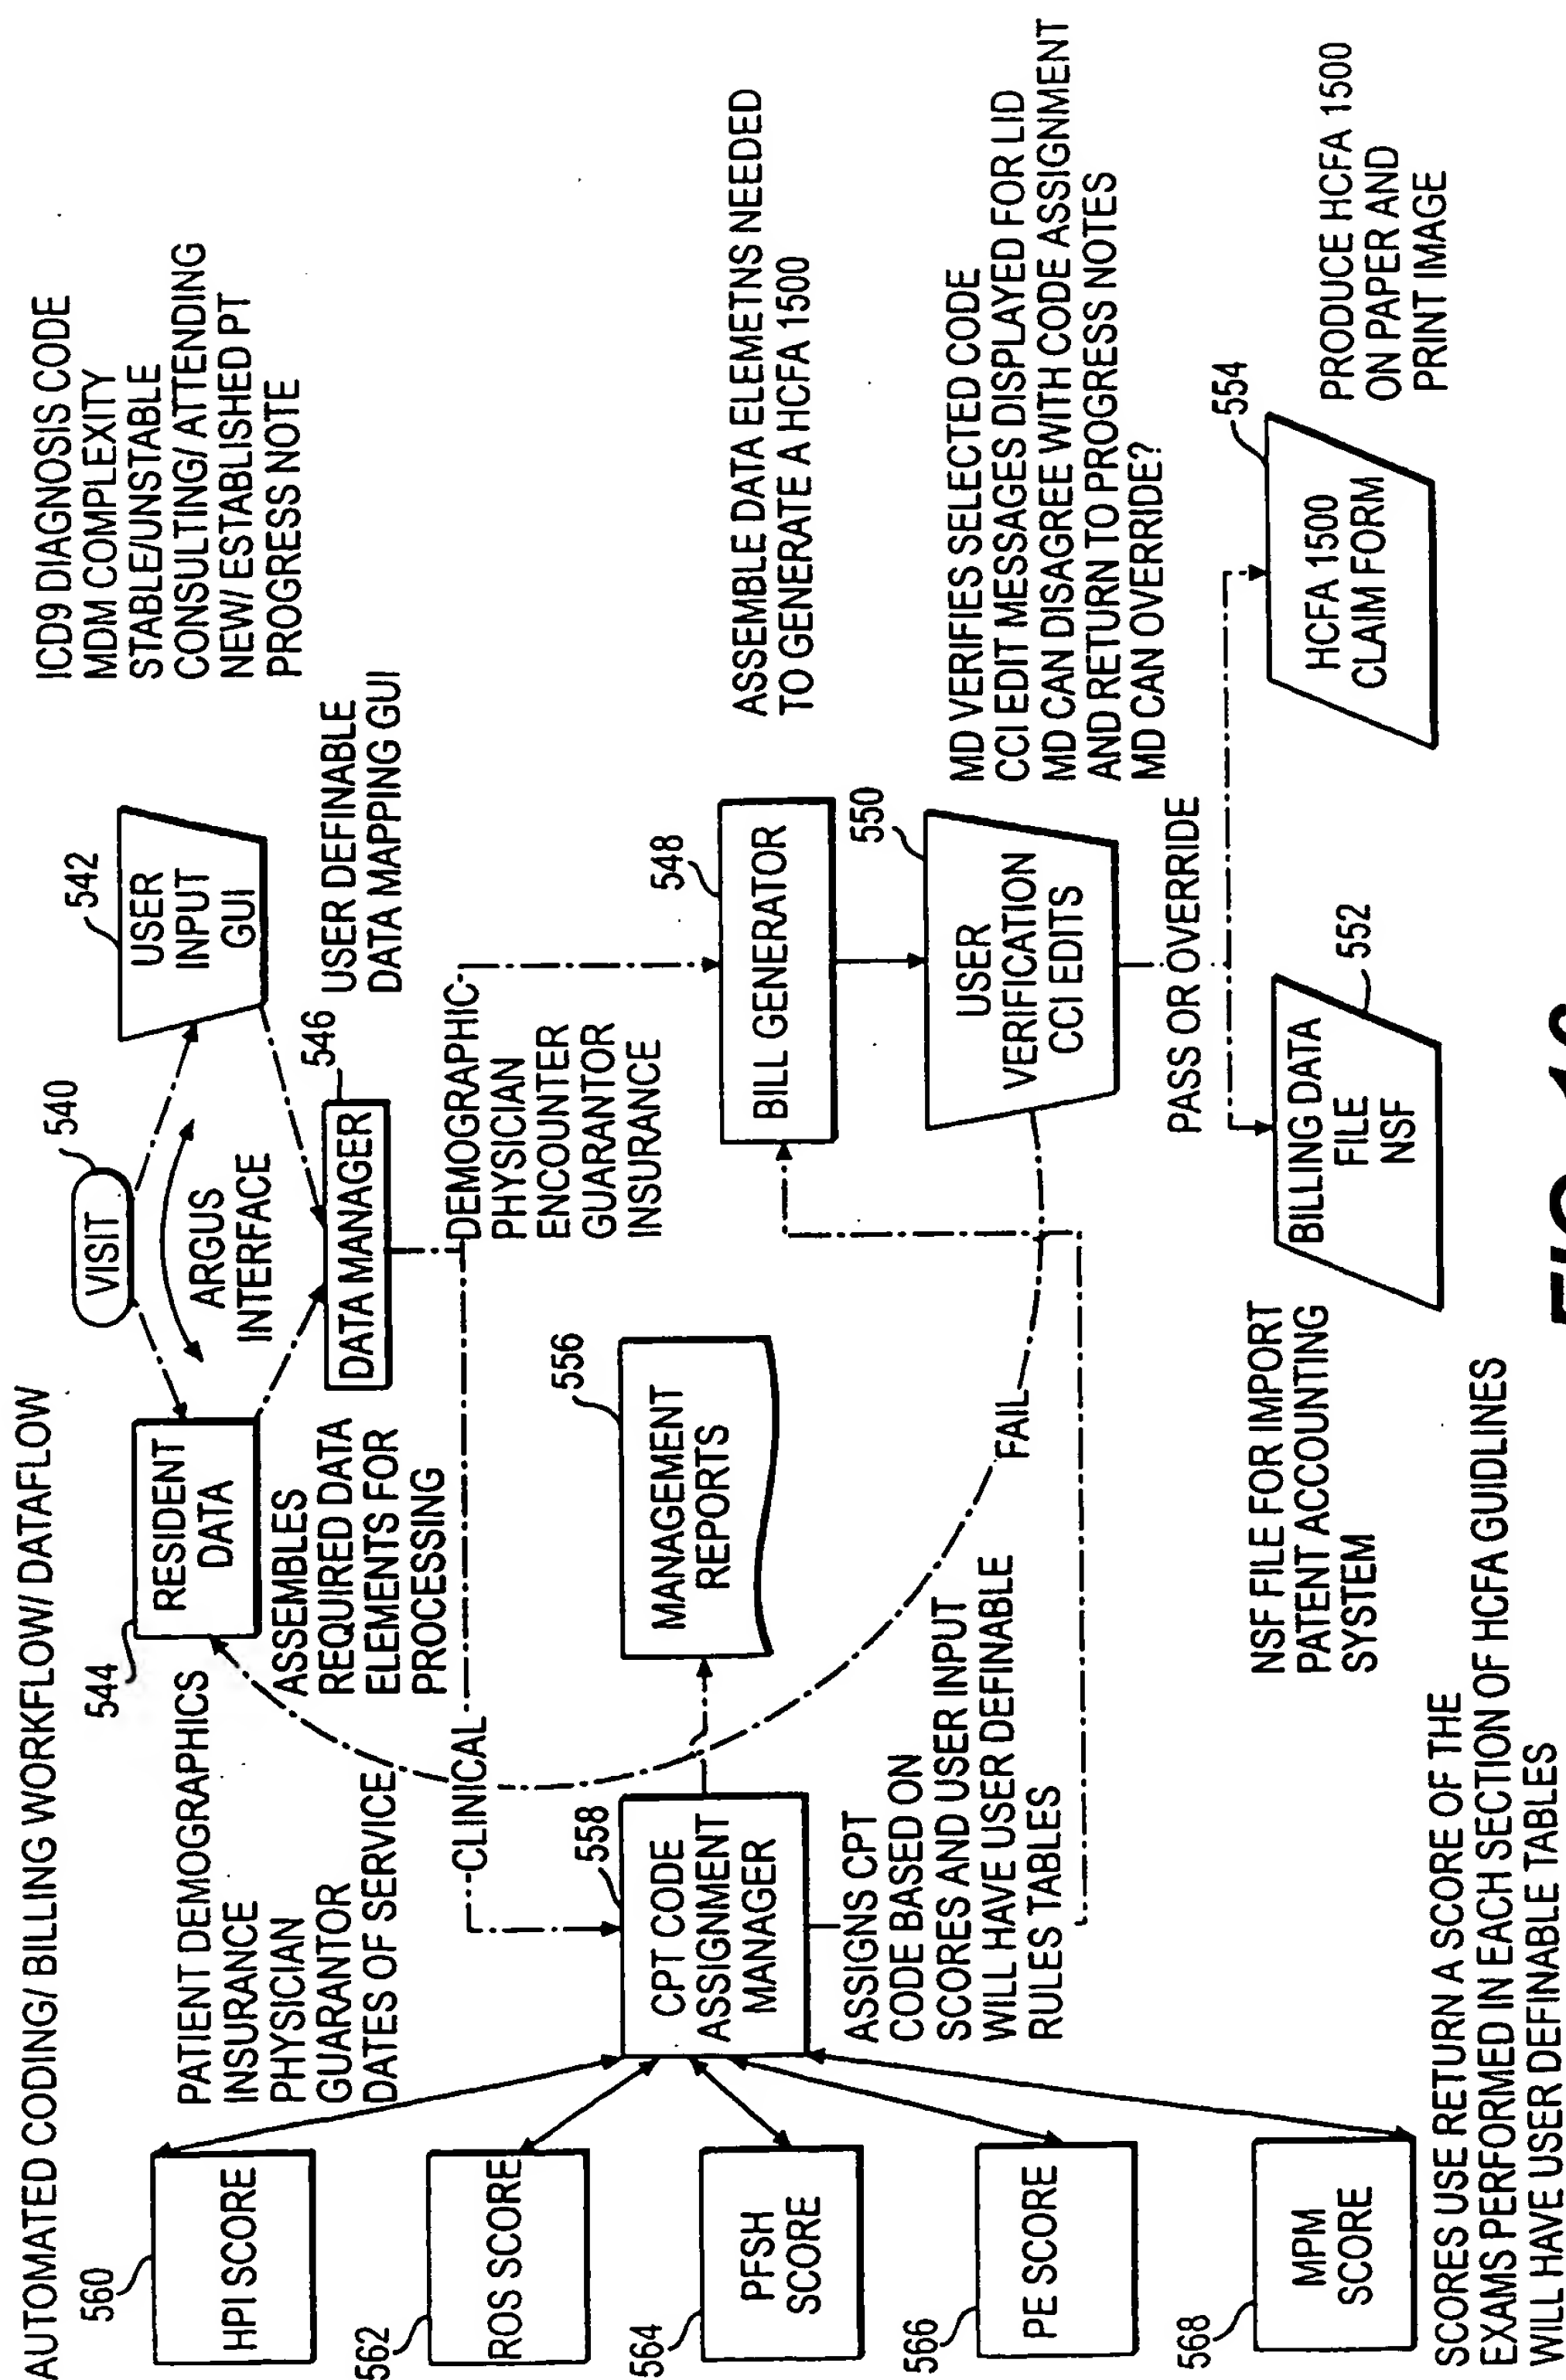 AUTOMATED CODING/ BILLING WORKFLOW/ DATAFLOW
540
VISIT
ARGUS
INTERFACE
542
USER
INPUT
GUI
ICD9 DIAGNOSIS CODE
MDM COMPLEXITY
STABLE/UNSTABLE
CONSULTING/ ATTENDING
NEW/ ESTABLISHED PT
PROGRESS NOTE
544
RESIDENT
DATA
PATIENT DEMOGRAPHICS
INSURANCE
PHYSICIAN
GUARANTOR
DATES OF SERVICE
ASSEMBLES
REQUIRED DATA
ELEMENTS FOR
PROCESSING
546
DATA MANAGER
USER DEFINABLE
DATA MAPPING GUI
CLINICAL
DEMOGRAPHIC
PHYSICIAN
ENCOUNTER
GUARANTOR
INSURANCE
560
HPI SCORE
562
ROS SCORE
564
PFSH
SCORE
566
PE SCORE
568
MPM
SCORE
558
CPT CODE
ASSIGNMENT
MANAGER
ASSIGNS CPT
CODE BASED ON
SCORES AND USER INPUT
WILL HAVE USER DEFINABLE
RULES TABLES
556
MANAGEMENT
REPORTS
FAIL
548
BILL GENERATOR
ASSEMBLE DATA ELEMETNS NEEDED
TO GENERATE A HCFA 1500
550
USER
VERIFICATION
CCI EDITS
MD VERIFIES SELECTED CODE
CCI EDIT MESSAGES DISPLAYED FOR LID
MD CAN DISAGREE WITH CODE ASSIGNMENT
AND RETURN TO PROGRESS NOTES
MD CAN OVERRIDE?
PASS OR OVERRIDE
552
BILLING DATA
FILE
NSF
NSF FILE FOR IMPORT
PATENT ACCOUNTING
SYSTEM
554
HCFA 1500
CLAIM FORM
PRODUCE HCFA 1500
ON PAPER AND
PRINT IMAGE
SCORES USE RETURN A SCORE OF THE
EXAMS PERFORMED IN EACH SECTION OF HCFA GUIDLINES
WILL HAVE USER DEFINABLE TABLES